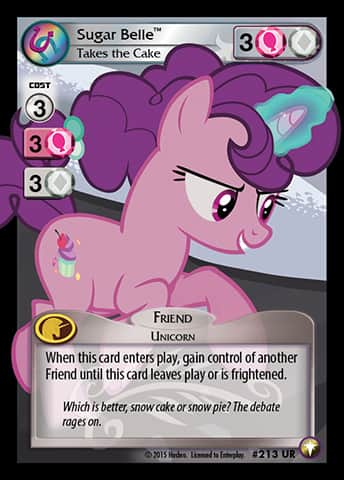 Sugar Belle™
Takes the Cake
3
COST
3
3
3
FRIEND
UNICORN
When this card enters play, gain control of another
Friend until this card leaves play or is frightened.
Which is better, snow cake or snow pie? The debate
rages on.
© 2015 Hasbro. Licensed to Enterplay. #213 UR